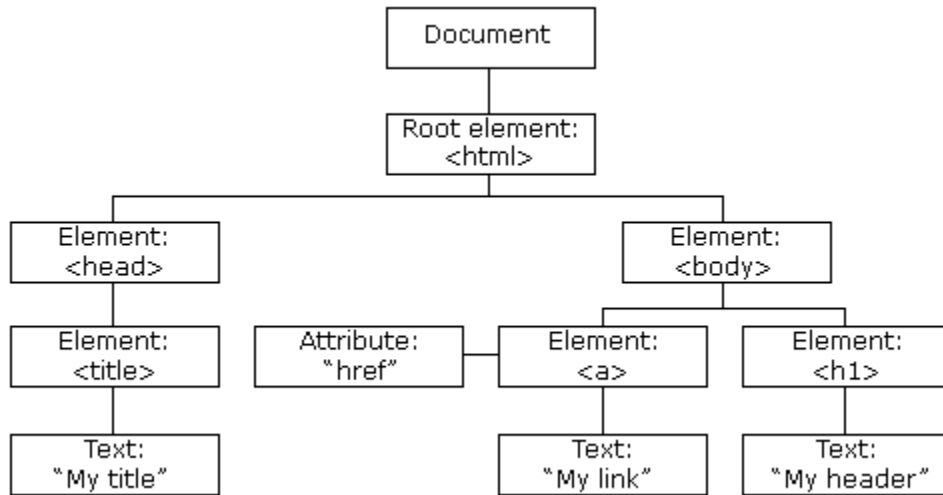 Document
Root element:
<html>
Element:
<head>
Element:
<body>
Element:
<title>
Attribute:
“href”
Element:
<a>
Element:
<h1>
Text:
“My title”
Text:
“My link”
Text:
“My header”